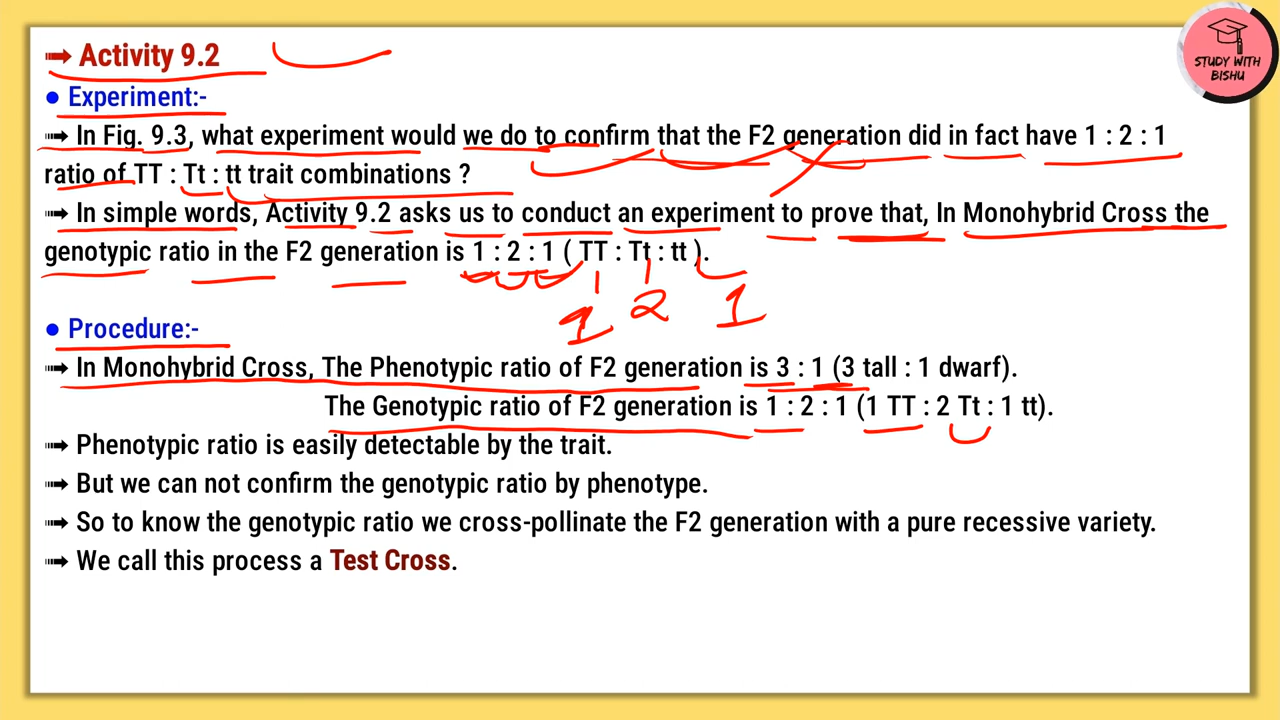 ➟ Activity 9.2
STUDY WITH
BISHU
● Experiment:-
➟ In Fig. 9.3, what experiment would we do to confirm that the F2 generation did in fact have 1 : 2 : 1
ratio of TT : Tt : tt trait combinations ?
➟ In simple words, Activity 9.2 asks us to conduct an experiment to prove that, In Monohybrid Cross the
genotypic ratio in the F2 generation is 1 : 2 : 1 ( TT : Tt : tt ).
1 2 1
● Procedure:-
➟ In Monohybrid Cross, The Phenotypic ratio of F2 generation is 3 : 1 (3 tall : 1 dwarf).
The Genotypic ratio of F2 generation is 1 : 2 : 1 (1 TT : 2 Tt : 1 tt).
➟ Phenotypic ratio is easily detectable by the trait.
➟ But we can not confirm the genotypic ratio by phenotype.
➟ So to know the genotypic ratio we cross-pollinate the F2 generation with a pure recessive variety.
➟ We call this process a Test Cross.